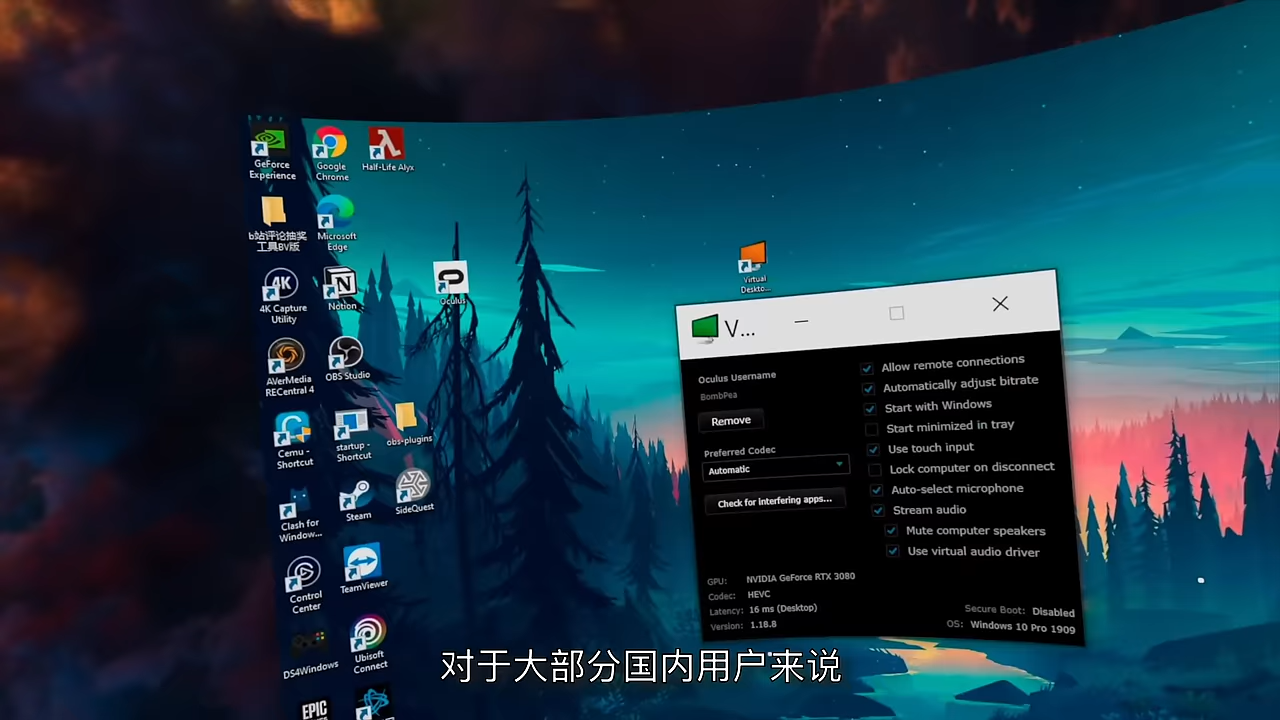 GeForce
Experience
Google
Chrome
Half-Life Alyx
b站评论抽奖
工具BV版
Microsoft
Edge
4K
4K Capture
Utility
N
Notion
Oculus
Virtual
Deskto...
AVerMedia
RECentral 4
OBS Studio
Cemu -
Shortcut
startup -
Shortcut
obs-plugins
Clash for
Window...
Steam
SideQuest
Control
Center
TeamViewer
DS4Windows
Ubisoft
Connect
EPIC
V...
Oculus Username
BombPea
Remove
Preferred Codec
Automatic
Check for interfering apps...
Allow remote connections
Automatically adjust bitrate
Start with Windows
Start minimized in tray
Use touch input
Lock computer on disconnect
Auto-select microphone
Stream audio
Mute computer speakers
Use virtual audio driver
GPU: NVIDIA GeForce RTX 3080
Codec: HEVC
Latency: 16 ms (Desktop)
Version: 1.18.8
Secure Boot: Disabled
OS: Windows 10 Pro 1909
对于大部分国内用户来说